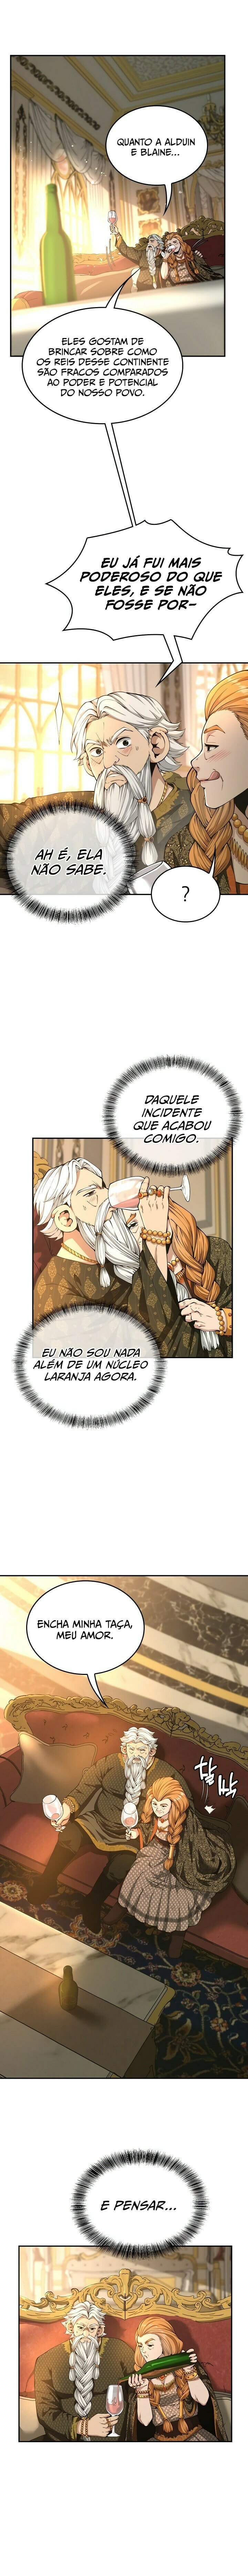 QUANTO A ALDUIN
E BLAINE...
ELES GOSTAM DE
BRINCAR SOBRE COMO
OS REIS DESSE CONTINENTE
SÃO FRACOS COMPARADOS
AO PODER E POTENCIAL
DO NOSSO POVO.
EU JÁ FUI MAIS
PODEROSO DO QUE
ELES, E SE NÃO
FOSSE POR-
AH É, ELA
NÃO SABE.
?
DAQUELE
INCIDENTE
QUE ACABOU
COMIGO.
EU NÃO SOU NADA
ALÉM DE UM NÚCLEO
LARANJA AGORA.
ENCHA MINHA TAÇA,
MEU AMOR.
E PENSAR...